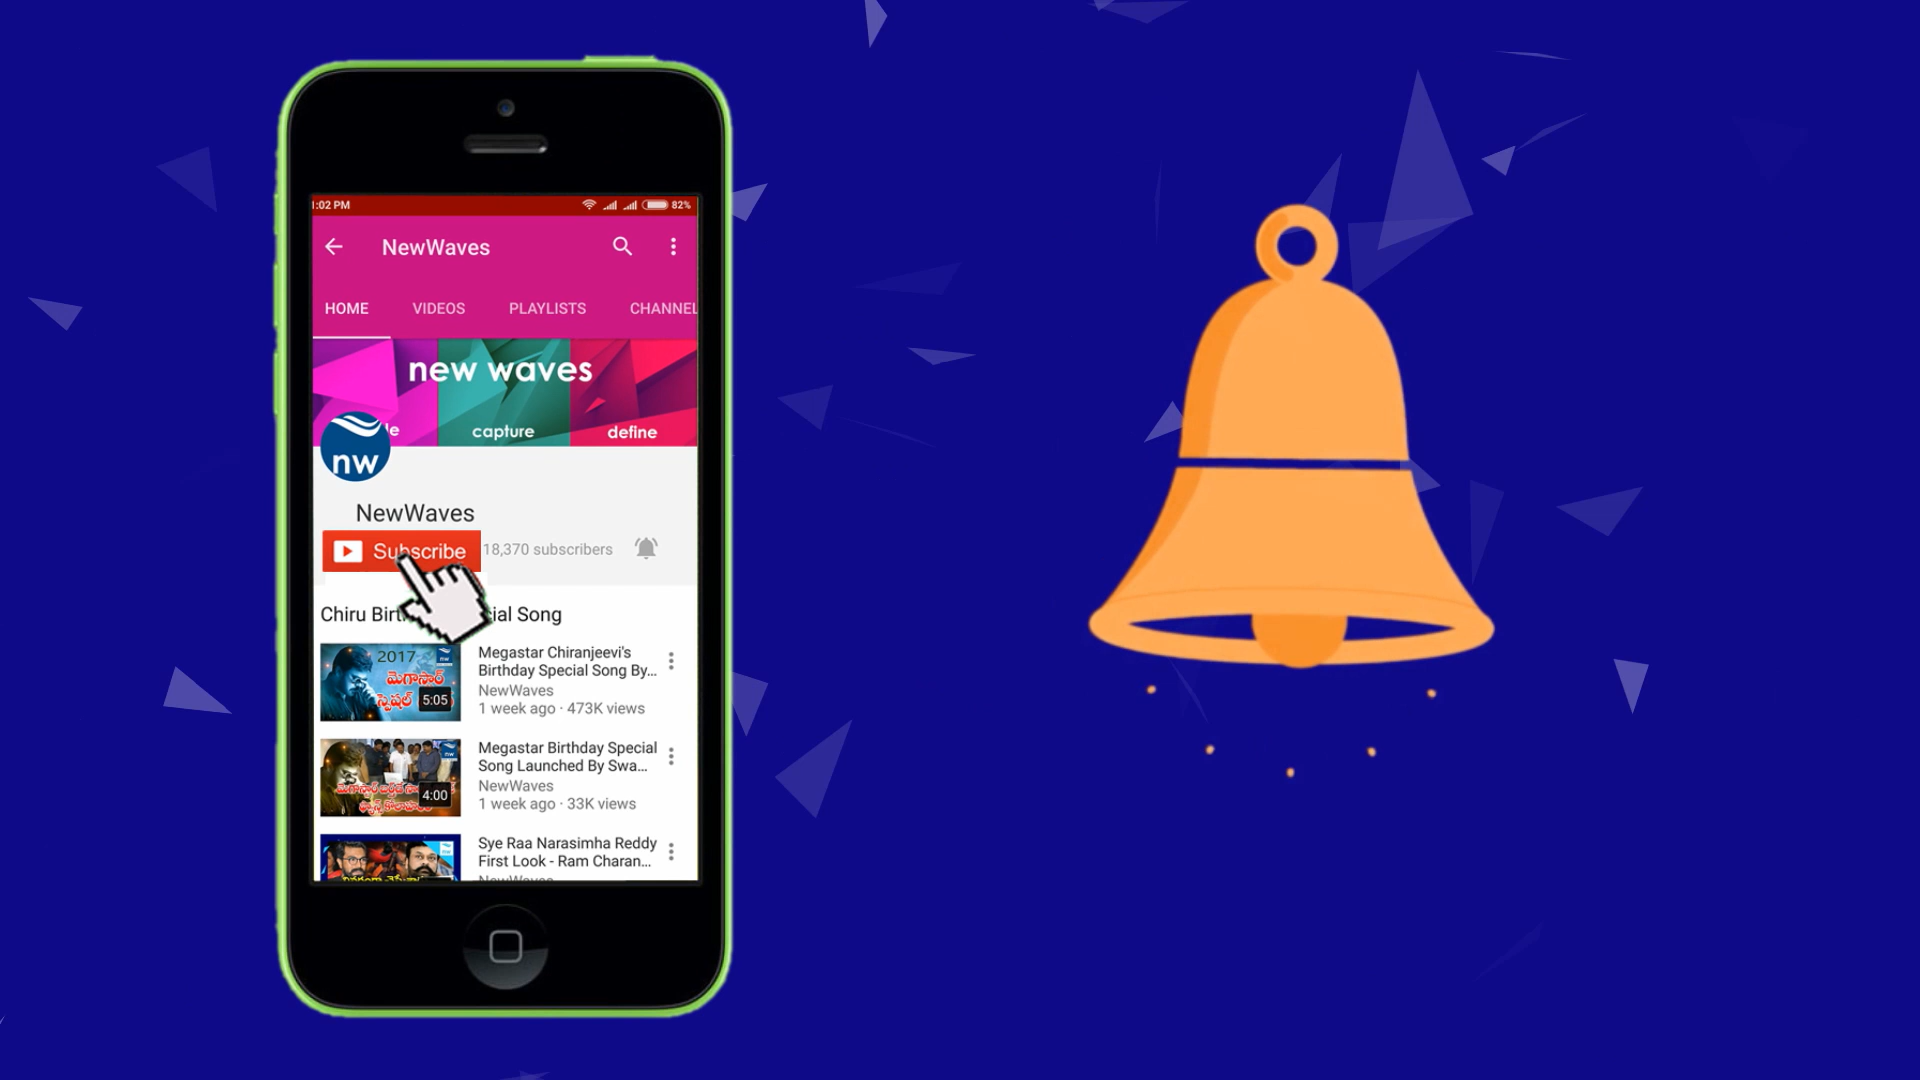 1:02 PM
82%
NewWaves
HOME VIDEOS PLAYLISTS CHANNEL
new waves
capture
define
nw
NewWaves
Subscribe
18,370 subscribers
Chiru Birt ial Song
2017
nw
మెగాస్టార్
స్పెషల్
5:05
Megastar Chiranjeevi's
Birthday Special Song By...
NewWaves
1 week ago · 473K views
4:00
Megastar Birthday Special
Song Launched By Swa...
NewWaves
1 week ago · 33K views
Sye Raa Narasimha Reddy
First Look - Ram Charan...
NewWaves